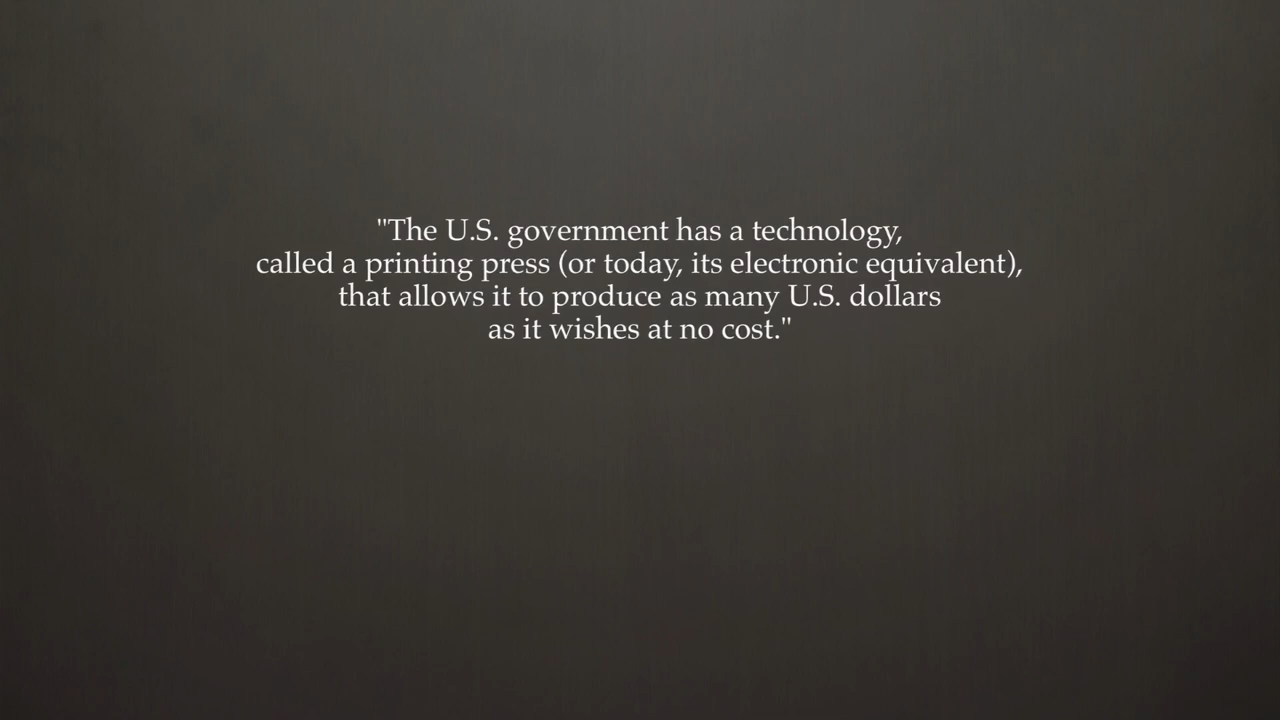 "The U.S. government has a technology,
called a printing press (or today, its electronic equivalent),
that allows it to produce as many U.S. dollars
as it wishes at no cost."